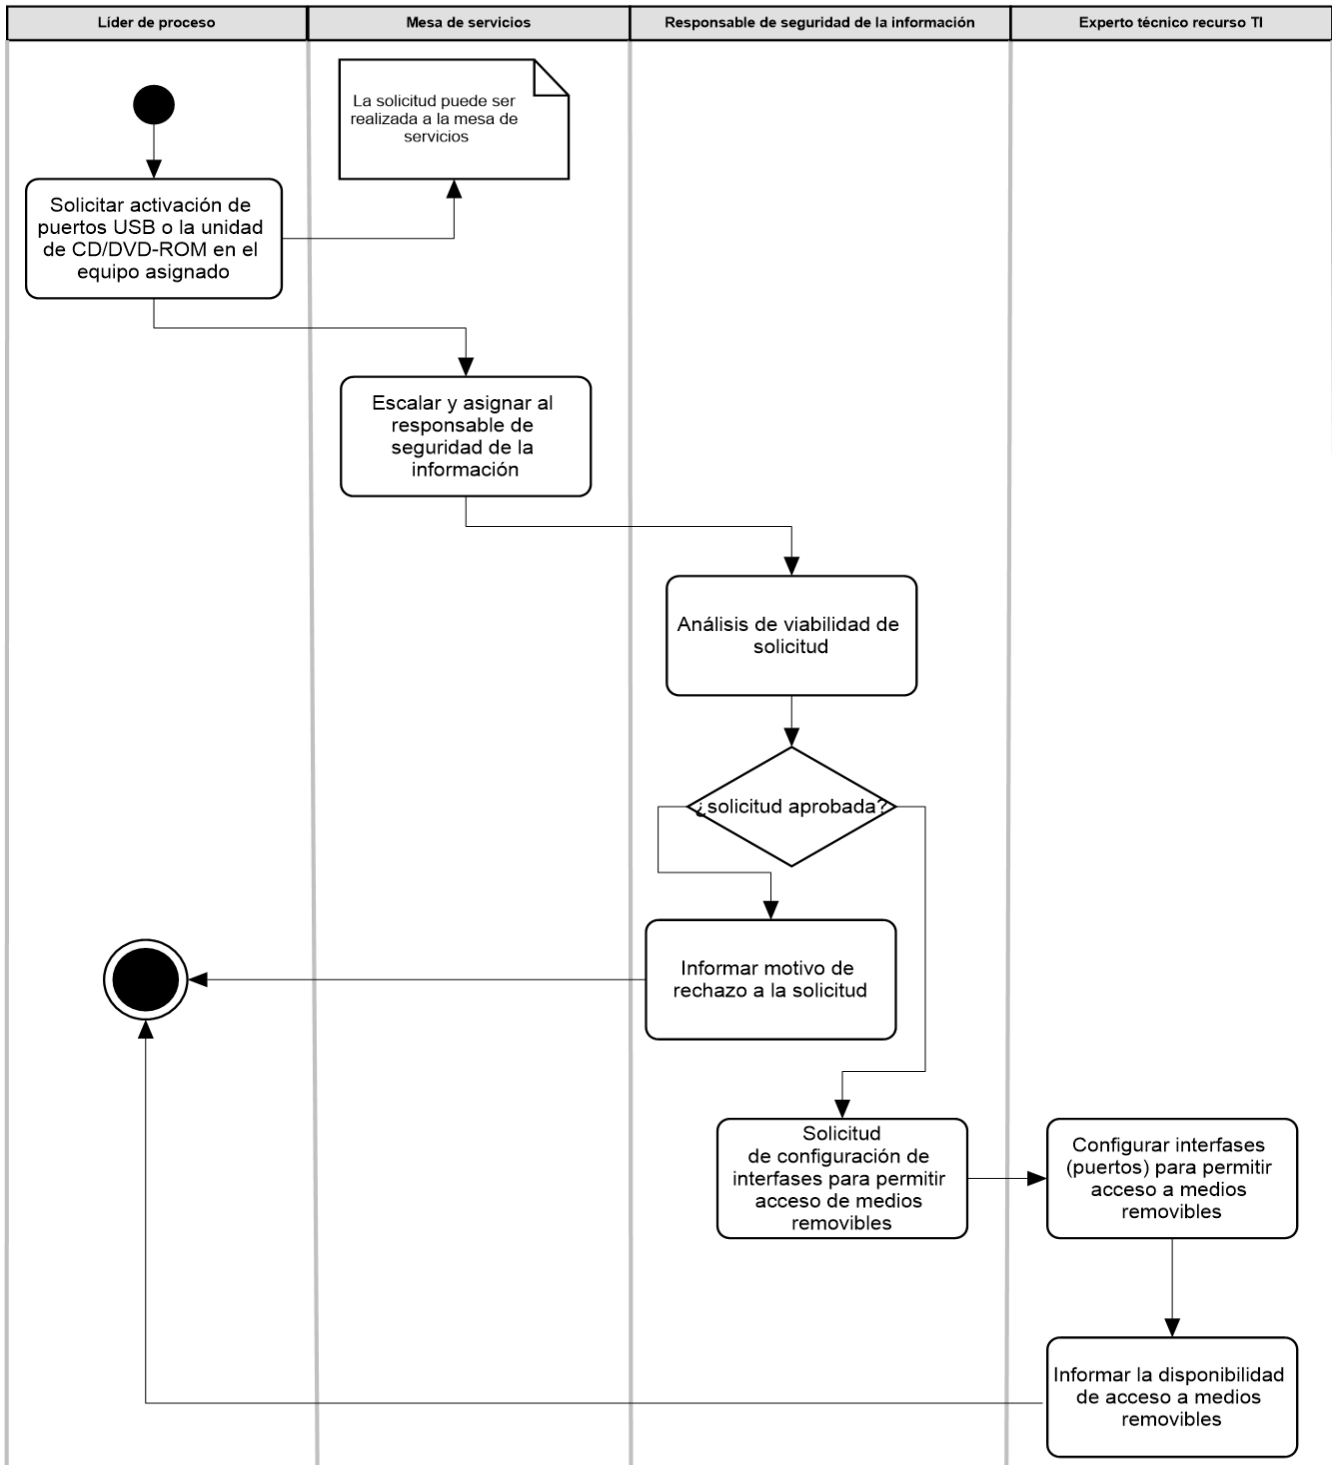 Líder de proceso
Mesa de servicios
Responsable de seguridad de la información
Experto técnico recurso TI
La solicitud puede ser
realizada a la mesa de
servicios
Solicitar activación de
puertos USB o la unidad
de CD/DVD-ROM en el
equipo asignado
Escalar y asignar al
responsable de
seguridad de la
información
Análisis de viabilidad de
solicitud
¿solicitud aprobada?
Informar motivo de
rechazo a la solicitud
Solicitud
de configuración de
interfases para permitir
acceso de medios
removibles
Configurar interfases
(puertos) para permitir
acceso a medios
removibles
Informar la disponibilidad
de acceso a medios
removibles